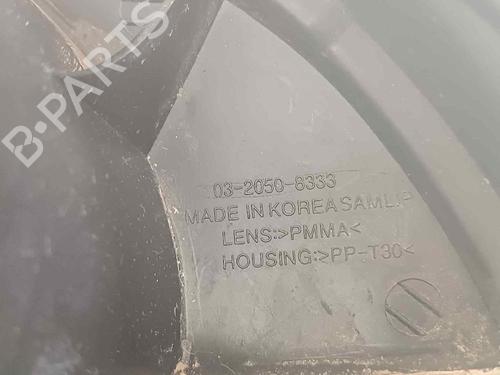 B-PARTS
03-2050-8333
MADE IN KOREA SAMLIP
LENS:>PMMA<
HOUSING:>PP-T30<